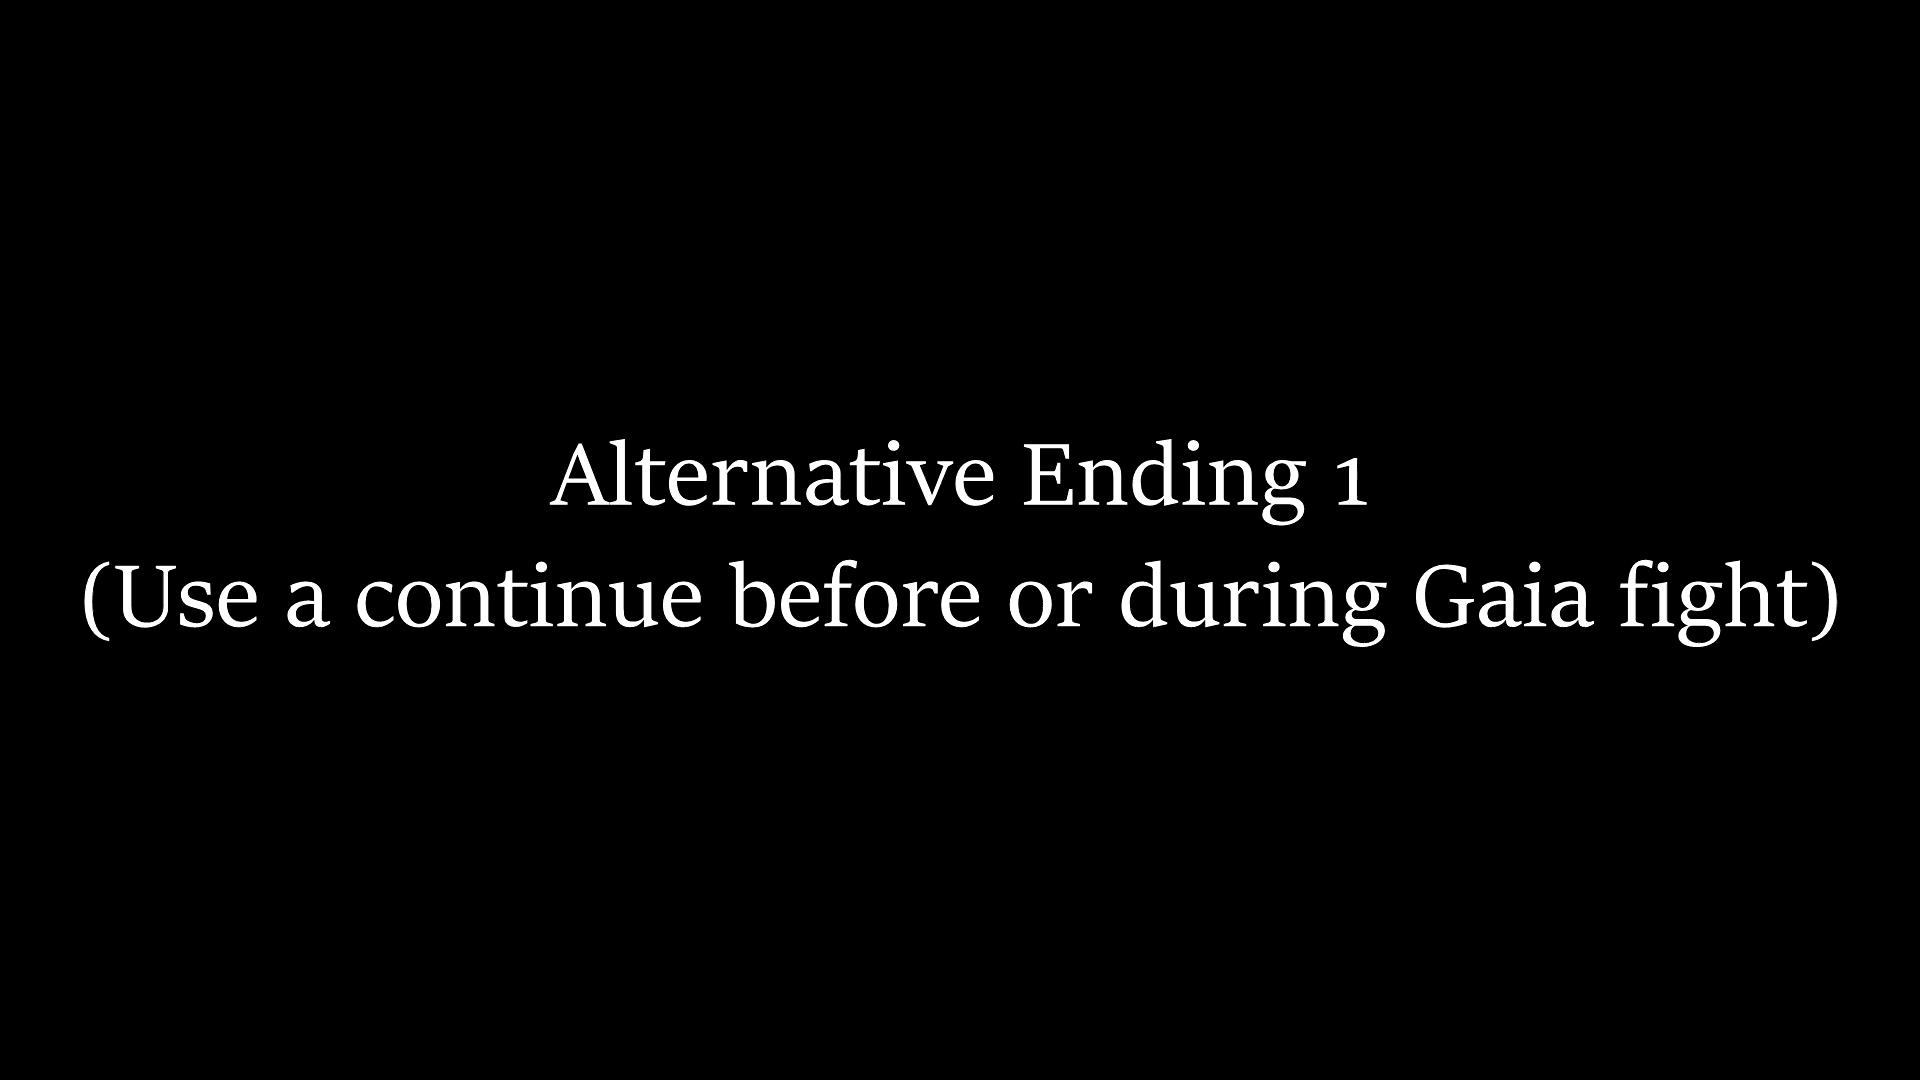 Alternative Ending 1
(Use a continue before or during Gaia fight)